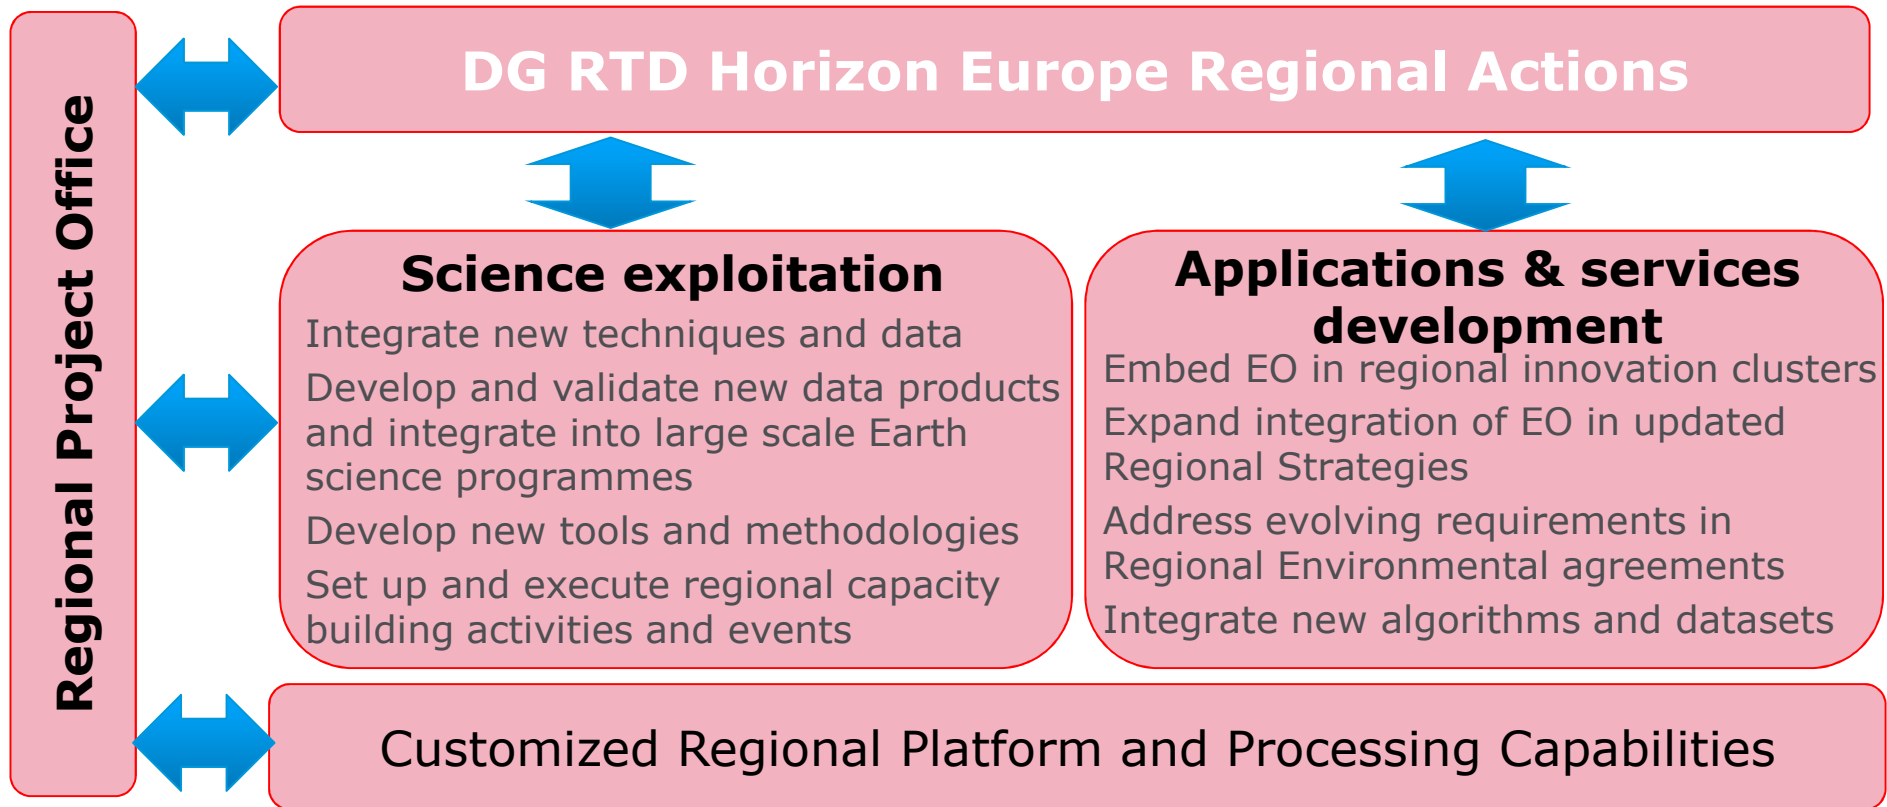 Regional Project Office
DG RTD Horizon Europe Regional Actions
Science exploitation
Integrate new techniques and data
Develop and validate new data products
and integrate into large scale Earth
science programmes
Develop new tools and methodologies
Set up and execute regional capacity
building activities and events
Applications & services
development
Embed EO in regional innovation clusters
Expand integration of EO in updated
Regional Strategies
Address evolving requirements in
Regional Environmental agreements
Integrate new algorithms and datasets
Customized Regional Platform and Processing Capabilities